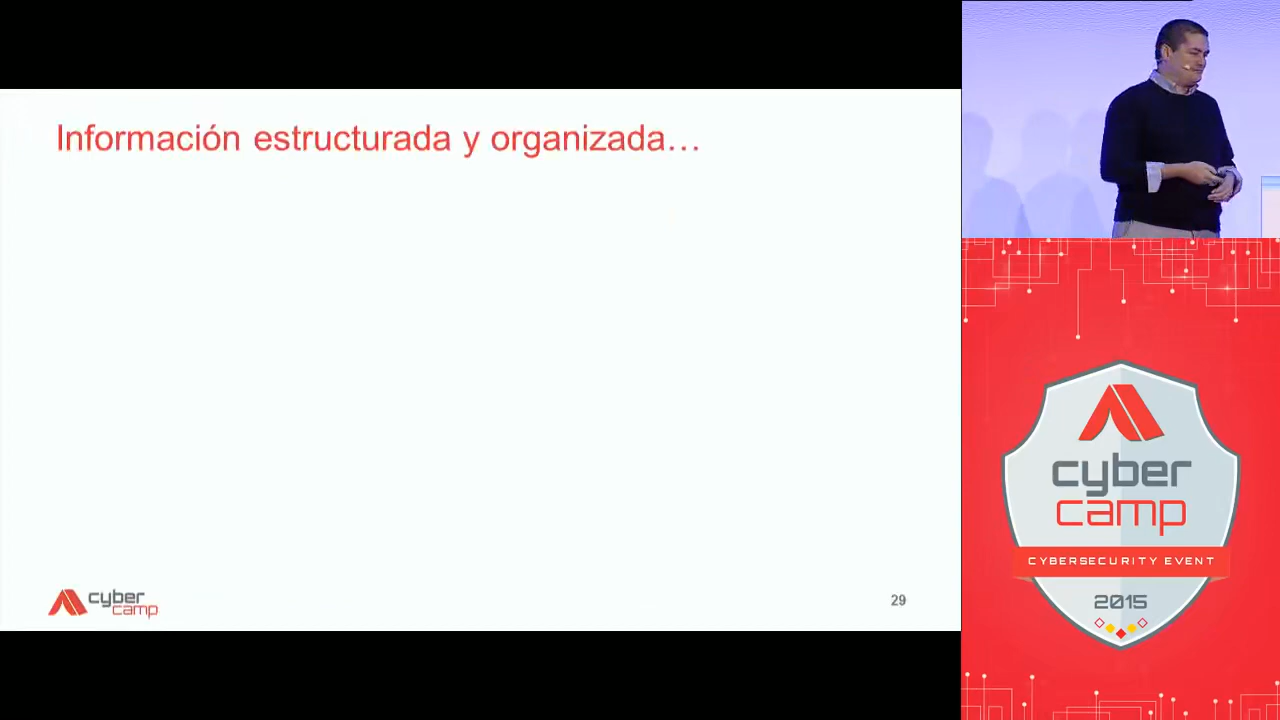 Información estructurada y organizada…
cyber
camp
29
cyber
camp
CYBERSECURITY EVENT
2015